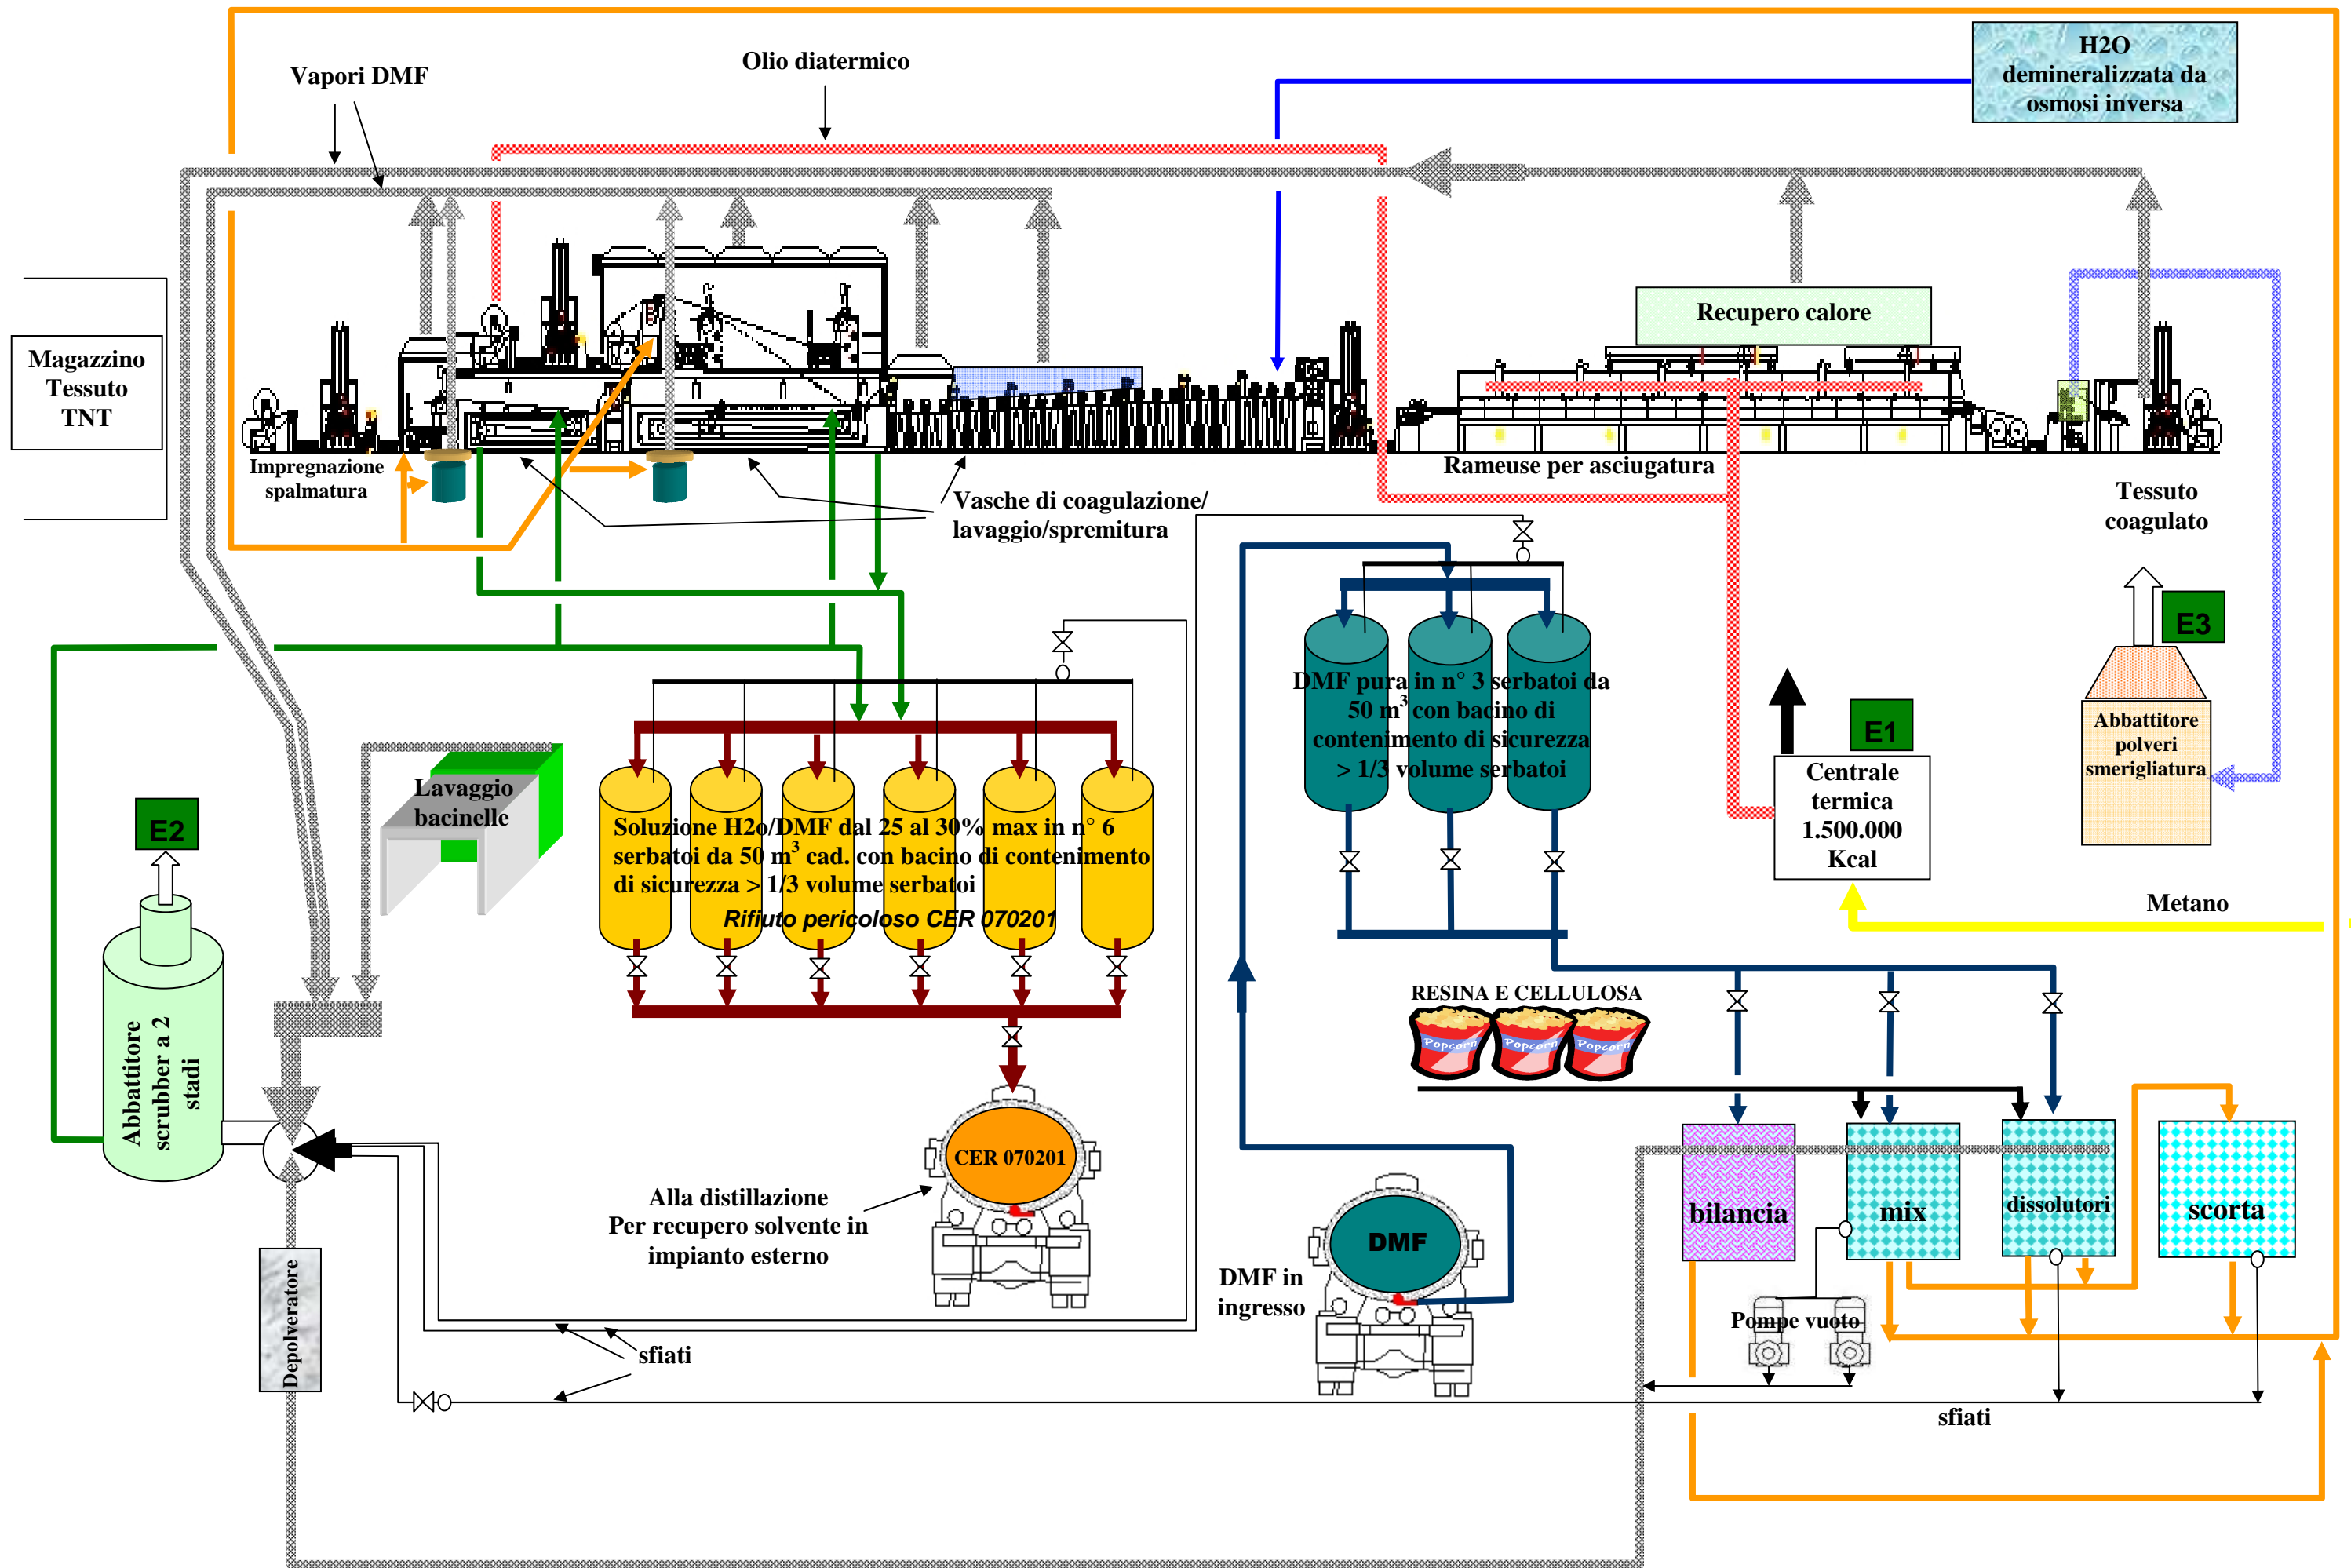 H2O
demineralizzata da
osmosi inversa
Vapori DMF
Olio diatermico
Recupero calore
Magazzino
Tessuto
TNT
Impregnazione
spalmatura
Vasche di coagulazione/
lavaggio/spremitura
Rameuse per asciugatura
Tessuto
coagulato
E3
Abbattitore
polveri
smerigliatura
E1
Centrale
termica
1.500.000
Kcal
Metano
DMF pura in n° 3 serbatoi da
50 m³ con bacino di
contenimento di sicurezza
> 1/3 volume serbatoi
Lavaggio
bacinelle
E2
Soluzione H2o/DMF dal 25 al 30% max in n° 6
serbatoi da 50 m³ cad. con bacino di contenimento
di sicurezza > 1/3 volume serbatoi
Rifiuto pericoloso CER 070201
Abbattitore
scrubber a 2
stadi
RESINA E CELLULOSA
Popcorn
Popcorn
Popcorn
CER 070201
Alla distillazione
Per recupero solvente in
impianto esterno
DMF
DMF in
ingresso
bilancia
mix
dissolutori
scorta
Pompe vuoto
Depolveratore
sfiati
sfiati